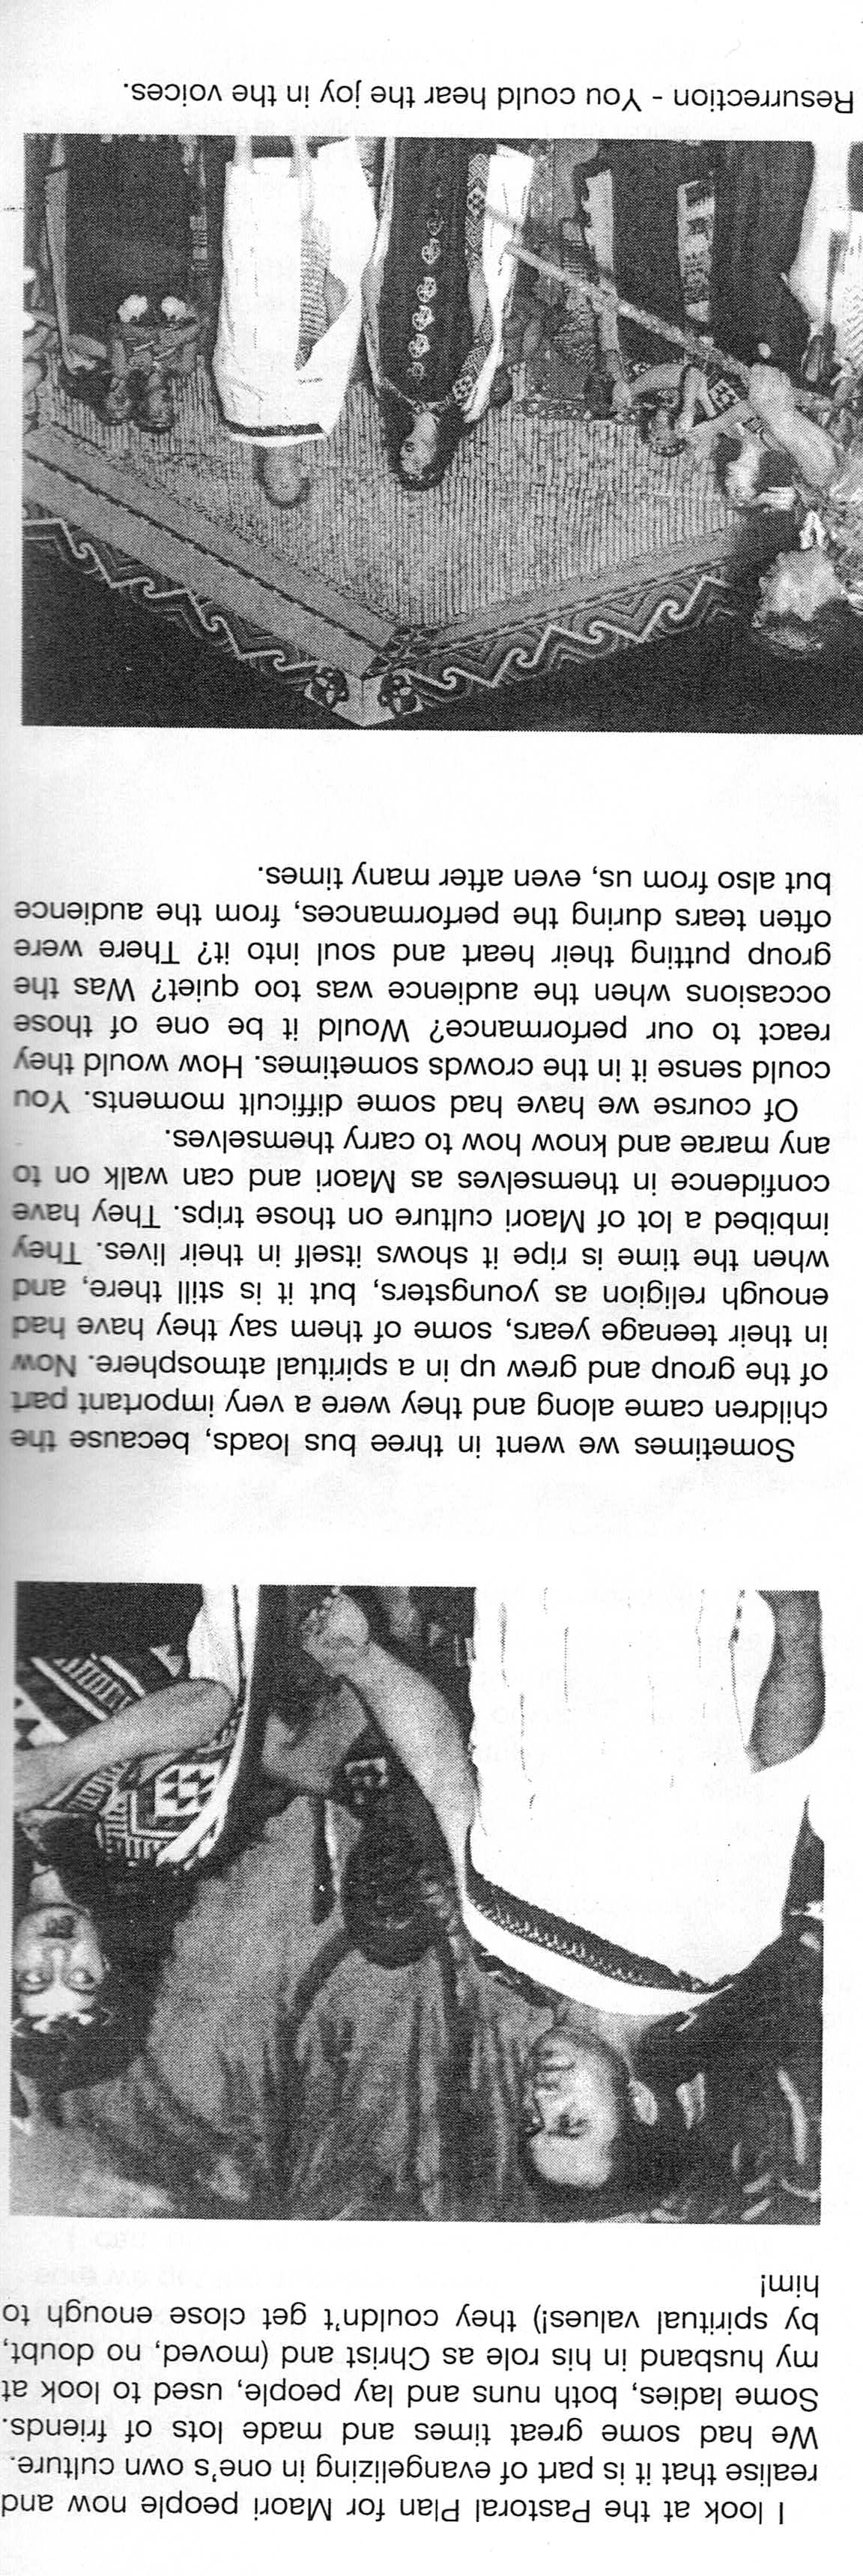 I look at the Pastoral Plan for Maori people now and
realise that it is part of evangelizing in one's own culture.
We had some great times and made lots of friends.
Some ladies, both nuns and lay people, used to look at
my husband in his role as Christ and (moved, no doubt,
by spiritual values!) they couldn't get close enough to
him!
Sometimes we went in three bus loads, because the
children came along and they were a very important part
of the group and grew up in a spiritual atmosphere. Now
in their teenage years, some of them say they have had
enough religion as youngsters, but it is still there, and
when the time is ripe it shows itself in their lives. They
imbibed a lot of Maori culture on those trips. They have
confidence in themselves as Maori and can walk on to
any marae and know how to carry themselves.
Of course we have had some difficult moments. You
could sense it in the crowds sometimes. How would they
react to our performance? Would it be one of those
occasions when the audience was too quiet? Was the
group putting their heart and soul into it? There were
often tears during the performances, from the audience
but also from us, even after many times.
Resurrection - You could hear the joy in the voices.